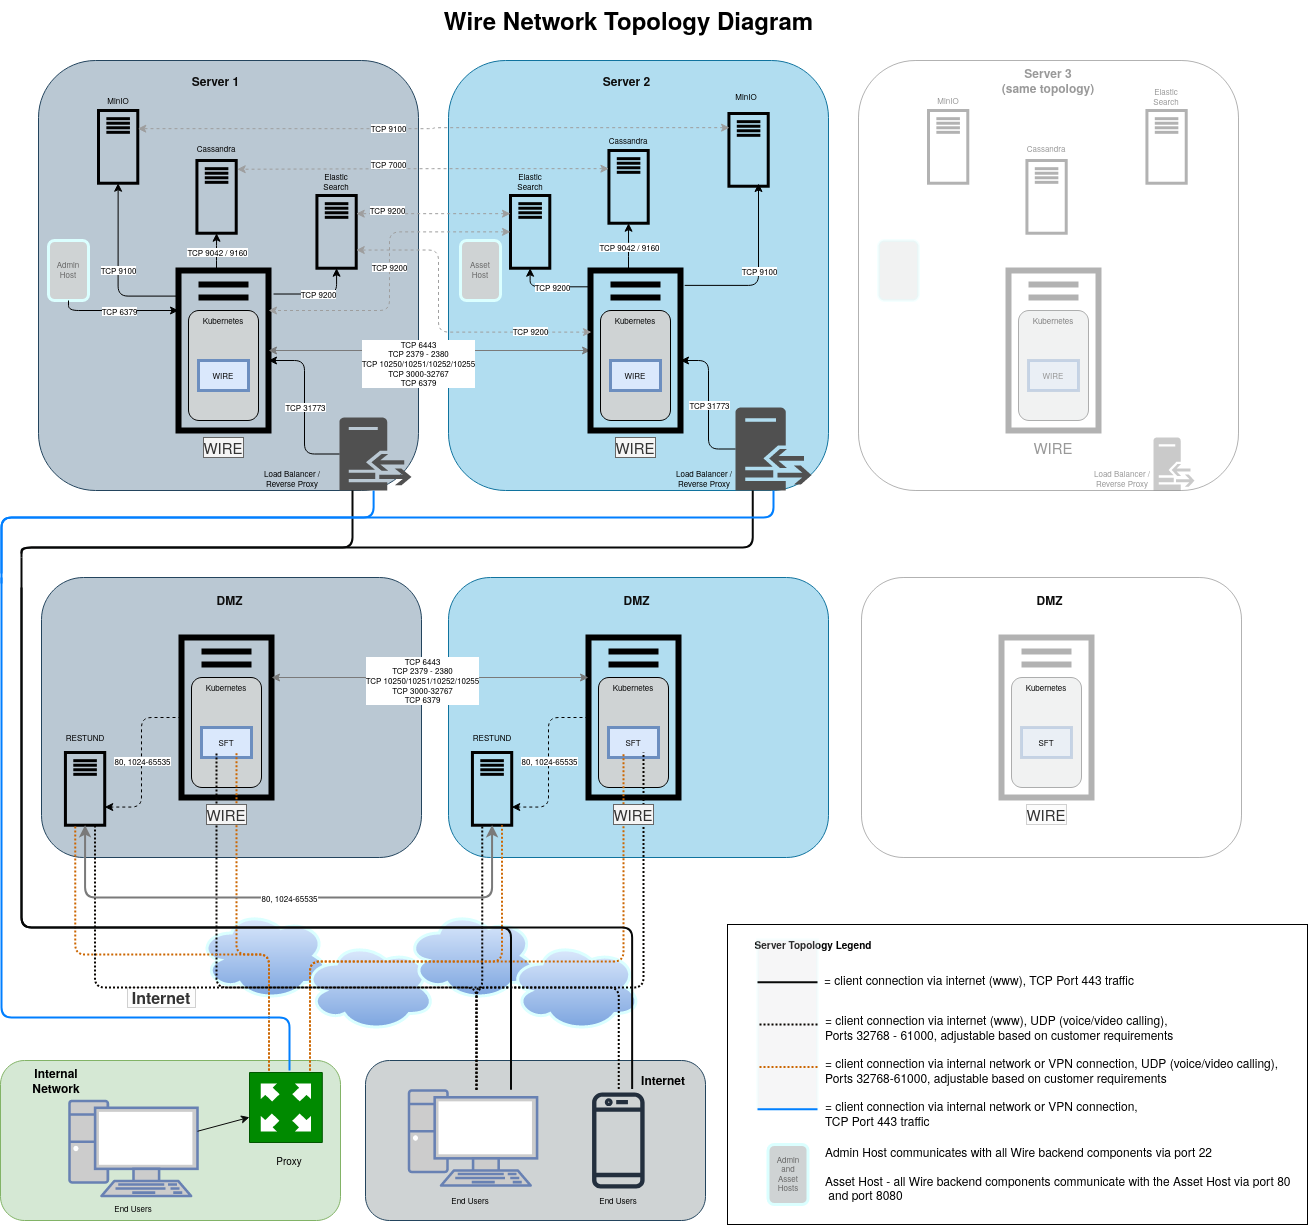 Wire Network Topology Diagram
Server 1
MinIO
Cassandra
Elastic
Search
Admin
Host
TCP 9100
TCP 9042 / 9160
TCP 9200
TCP 6379
Kubernetes
WIRE
WIRE
TCP 31773
Load Balancer /
Reverse Proxy
TCP 9100
TCP 7000
TCP 9200
TCP 9200
TCP 9200
TCP 6443
TCP 2379 - 2380
TCP 10250/10251/10252/10255
TCP 3000-32767
TCP 6379
Server 2
MinIO
Cassandra
Elastic
Search
Asset
Host
TCP 9042 / 9160
TCP 9100
TCP 9200
Kubernetes
WIRE
WIRE
TCP 31773
Load Balancer /
Reverse Proxy
Server 3
(same topology)
MinIO
Elastic
Search
Cassandra
Kubernetes
WIRE
WIRE
Load Balancer /
Reverse Proxy
DMZ
Kubernetes
RESTUND
SFT
80, 1024-65535
WIRE
TCP 6443
TCP 2379 - 2380
TCP 10250/10251/10252/10255
TCP 3000-32767
TCP 6379
DMZ
Kubernetes
RESTUND
SFT
80, 1024-65535
WIRE
DMZ
Kubernetes
SFT
WIRE
80, 1024-65535
Internet
Internal
Network
Proxy
End Users
Internet
End Users
End Users
Server Topology Legend
= client connection via internet (www), TCP Port 443 traffic
= client connection via internet (www), UDP (voice/video calling),
Ports 32768 - 61000, adjustable based on customer requirements
= client connection via internal network or VPN connection, UDP (voice/video calling),
Ports 32768-61000, adjustable based on customer requirements
= client connection via internal network or VPN connection,
TCP Port 443 traffic
Admin
and
Asset
Hosts
Admin Host communicates with all Wire backend components via port 22
Asset Host - all Wire backend components communicate with the Asset Host via port 80
and port 8080